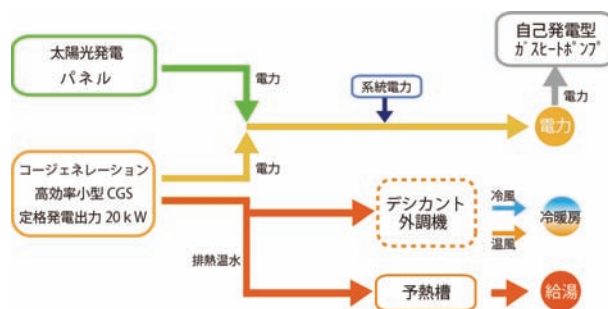 太陽光発電
パネル
電力
系統電力
自己発電型
ｶﾞｽﾋｰﾄﾎﾟﾝﾌﾟ
電力
電力
コージェネレーション
高効率小型 CGS
定格発電出力 20ｋW
電力
排熱温水
デシカント
外調機
冷風
温風
冷暖房
予熱槽
給湯